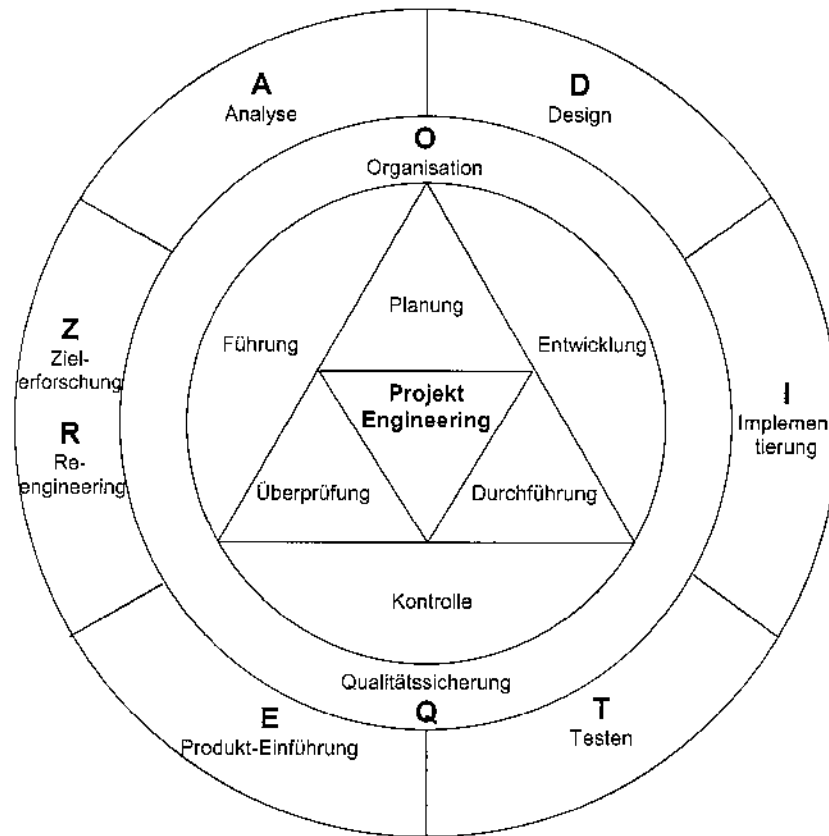 A
Analyse
D
Design
O
Organisation
Planung
Führung
Entwicklung
Z
Ziel-
erforschung
R
Re-
engineering
Projekt
Engineering
I
Implemen
tierung
Überprüfung
Durchführung
Kontrolle
Qualitätssicherung
Q
E
Produkt-Einführung
T
Testen